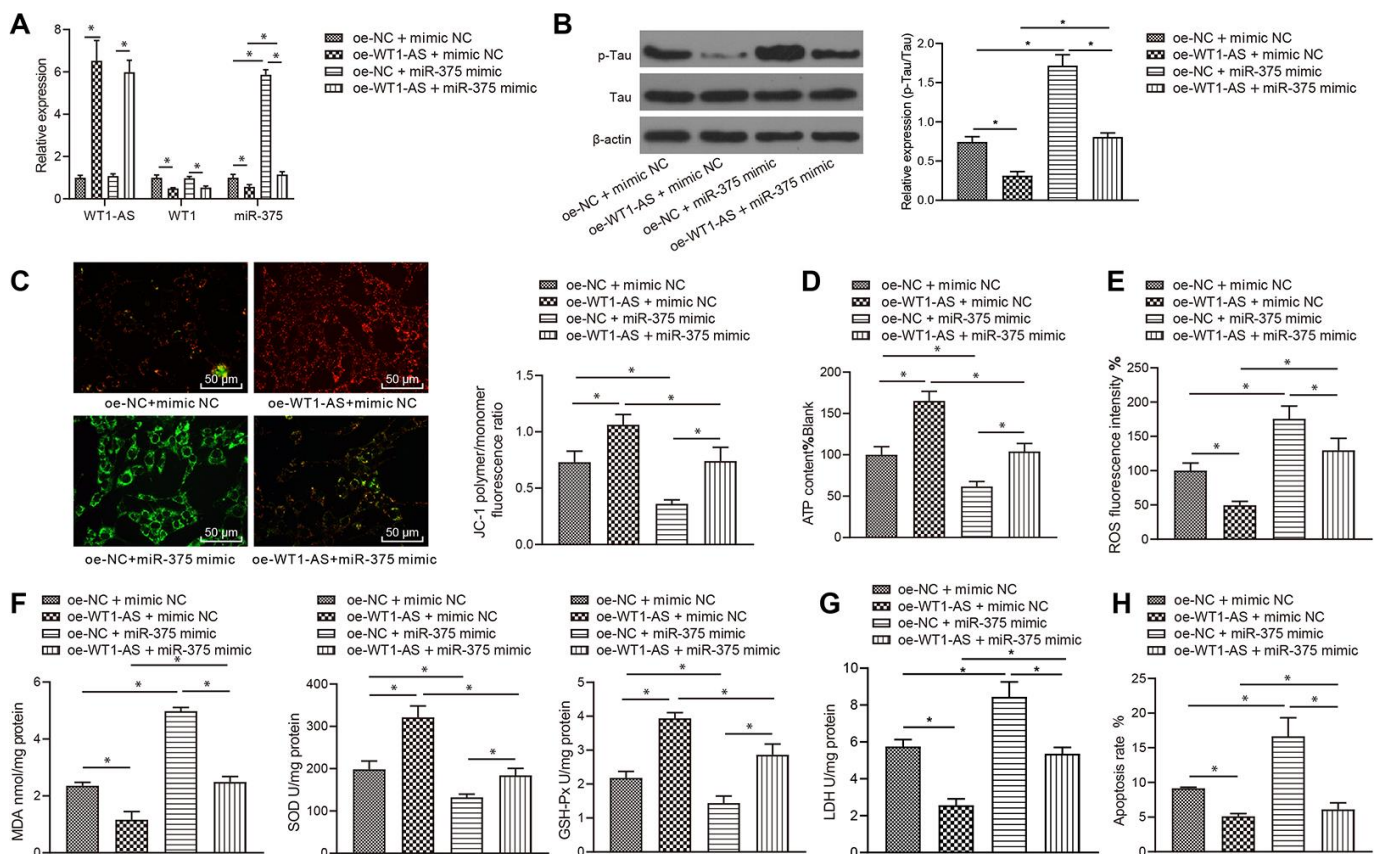 A
Relative expression
8
6
4
2
0
* * * * * * *
WT1-AS WT1 miR-375
oe-NC + mimic NC
oe-WT1-AS + mimic NC
oe-NC + miR-375 mimic
oe-WT1-AS + miR-375 mimic
B
p-Tau
Tau
β-actin
oe-NC + mimic NC
oe-WT1-AS + mimic NC
oe-NC + miR-375 mimic
oe-WT1-AS + miR-375 mimic
Relative expression (p-Tau/Tau)
2.0
1.5
1.0
0.5
0.0
* * * *
oe-NC + mimic NC
oe-WT1-AS + mimic NC
oe-NC + miR-375 mimic
oe-WT1-AS + miR-375 mimic
C
50 μm
50 μm
oe-NC+mimic NC
oe-WT1-AS+mimic NC
50 μm
50 μm
oe-NC+miR-375 mimic
oe-WT1-AS+miR-375 mimic
oe-NC + mimic NC
oe-WT1-AS + mimic NC
oe-NC + miR-375 mimic
oe-WT1-AS + miR-375 mimic
JC-1 polymer/monomer
fluorescence ratio
1.5
1.0
0.5
0.0
* * * *
D
oe-NC + mimic NC
oe-WT1-AS + mimic NC
oe-NC + miR-375 mimic
oe-WT1-AS + miR-375 mimic
ATP content%Blank
200
150
100
50
0
* * * *
E
oe-NC + mimic NC
oe-WT1-AS + mimic NC
oe-NC + miR-375 mimic
oe-WT1-AS + miR-375 mimic
ROS fluorescence intensity %
250
200
150
100
50
0
* * * *
F
oe-NC + mimic NC
oe-WT1-AS + mimic NC
oe-NC + miR-375 mimic
oe-WT1-AS + miR-375 mimic
MDA nmol/mg protein
6
4
2
0
* * * *
oe-NC + mimic NC
oe-WT1-AS + mimic NC
oe-NC + miR-375 mimic
oe-WT1-AS + miR-375 mimic
SOD U/mg protein
400
300
200
100
0
* * * *
oe-NC + mimic NC
oe-WT1-AS + mimic NC
oe-NC + miR-375 mimic
oe-WT1-AS + miR-375 mimic
GSH-Px U/mg protein
5
4
3
2
1
0
* * * *
G
oe-NC + mimic NC
oe-WT1-AS + mimic NC
oe-NC + miR-375 mimic
oe-WT1-AS + miR-375 mimic
LDH U/mg protein
10
8
6
4
2
0
* * * *
H
oe-NC + mimic NC
oe-WT1-AS + mimic NC
oe-NC + miR-375 mimic
oe-WT1-AS + miR-375 mimic
Apoptosis rate %
25
20
15
10
5
0
* * * *